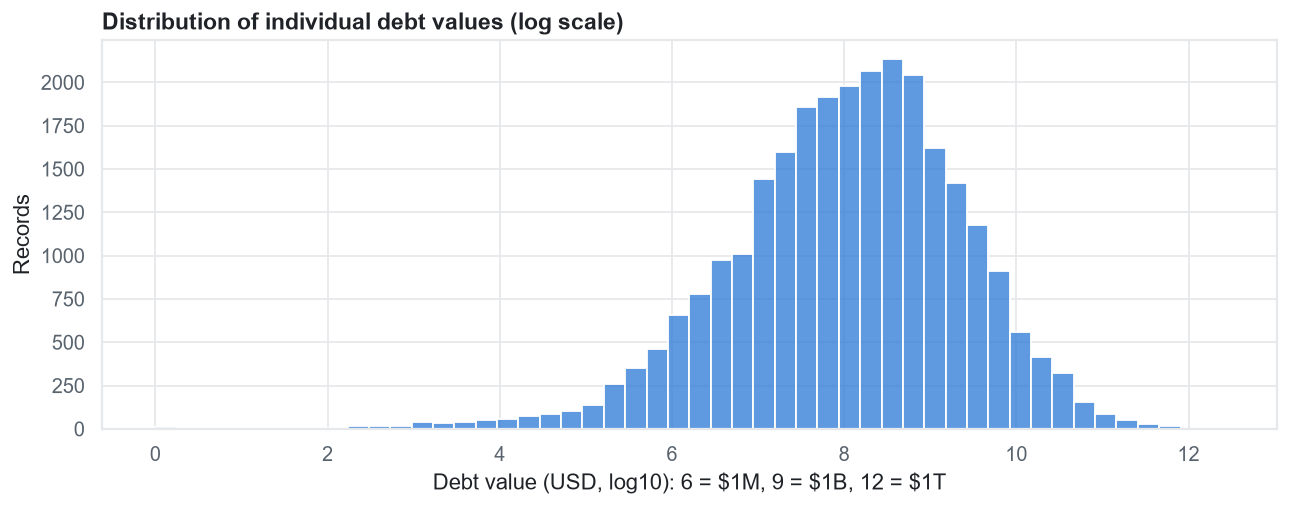 Distribution of individual debt values (log scale)
2000
1750
1500
1250
1000
750
500
250
0
Records
0 2 4 6 8 10 12
Debt value (USD, log10): 6 = $1M, 9 = $1B, 12 = $1T